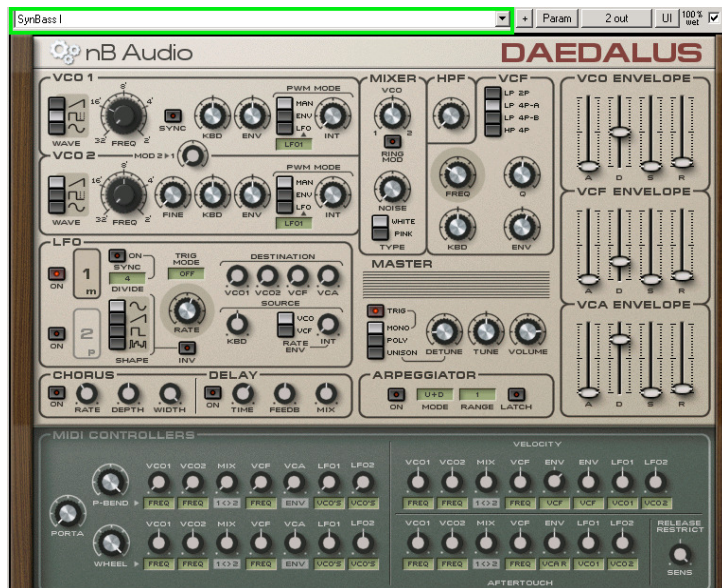 SynBass I
+ Param 2 out UI 100% wet
nB Audio
DAEDALUS
VCO 1
PWM MODE
16' 8' 4'
32' FREQ 2'
WAVE
SYNC KBD ENV
MAN
ENV
LFO
LFO1
INT
VCO 2
MOD 2▶1
PWM MODE
16' 8' 4'
32' FREQ 2'
WAVE
FINE KBD ENV
MAN
ENV
LFO
LFO1
INT
MIXER
VCO
1 2
RING MOD
NOISE
WHITE
PINK
TYPE
HPF
VCF
LP 2P
LP 4P-A
LP 4P-B
HP 4P
FREQ Q
KBD ENV
VCO ENVELOPE
A D S R
VCF ENVELOPE
A D S R
VCA ENVELOPE
A D S R
LFO
ON 1 m
ON 2 p
ON
SYNC
4
DIVIDE
TRIG MODE
OFF
RATE
SHAPE
INV
DESTINATION
VCO1 VCO2 VCF VCA
SOURCE
KBD
VCO
VCF
RATE ENV
INT
MASTER
TRIG
MONO
POLY
UNISON
DETUNE TUNE VOLUME
CHORUS
ON RATE DEPTH WIDTH
DELAY
ON TIME FEEDB MIX
ARPEGGIATOR
U+D 1
ON MODE RANGE LATCH
MIDI CONTROLLERS
PORTA
P-BEND
VCO1 VCO2 MIX VCF VCA LFO1 LFO2
FREQ FREQ 1<>2 FREQ ENV VCO'S VCO'S
WHEEL
VCO1 VCO2 MIX VCF VCA LFO1 LFO2
FREQ FREQ 1<>2 FREQ ENV VCO'S VCO'S
VELOCITY
VCO1 VCO2 MIX VCF ENV ENV LFO1 LFO2
FREQ FREQ 1<>2 FREQ VCF VCF VCO1 VCO2
VCO1 VCO2 MIX VCF ENV LFO1 LFO2
FREQ FREQ 1<>2 FREQ VCA R VCO1 VCO2
AFTERTOUCH
RELEASE RESTRICT
SENS